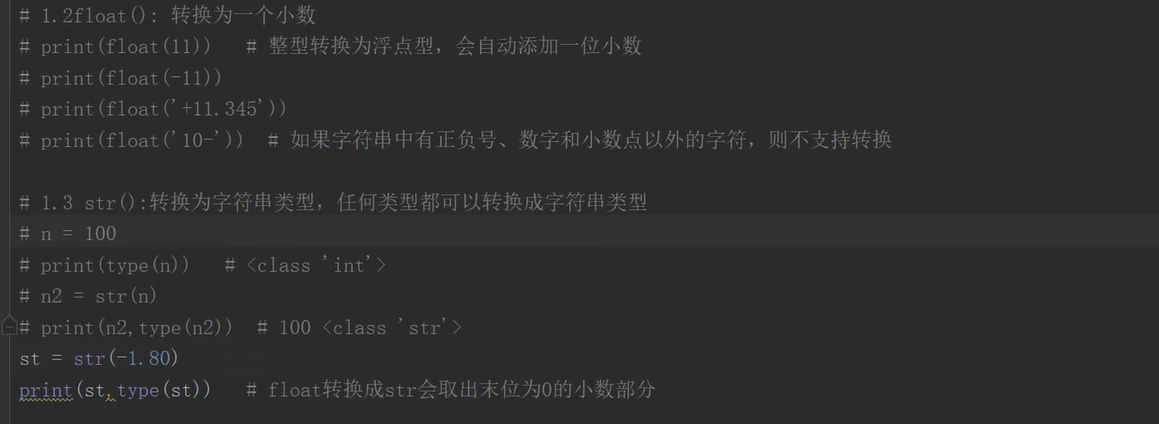 # 1.2float(): 转换为一个小数
# print(float(11))   # 整型转换为浮点型，会自动添加一位小数
# print(float(-11))
# print(float('+11.345'))
# print(float('10-'))  # 如果字符串中有正负号、数字和小数点以外的字符，则不支持转换
# 1.3 str():转换为字符串类型，任何类型都可以转换成字符串类型
# n = 100
# print(type(n))   # <class 'int'>
# n2 = str(n)
# print(n2,type(n2))  # 100 <class 'str'>
st = str(-1.80)
print(st,type(st))   # float转换成str会取出末位为0的小数部分